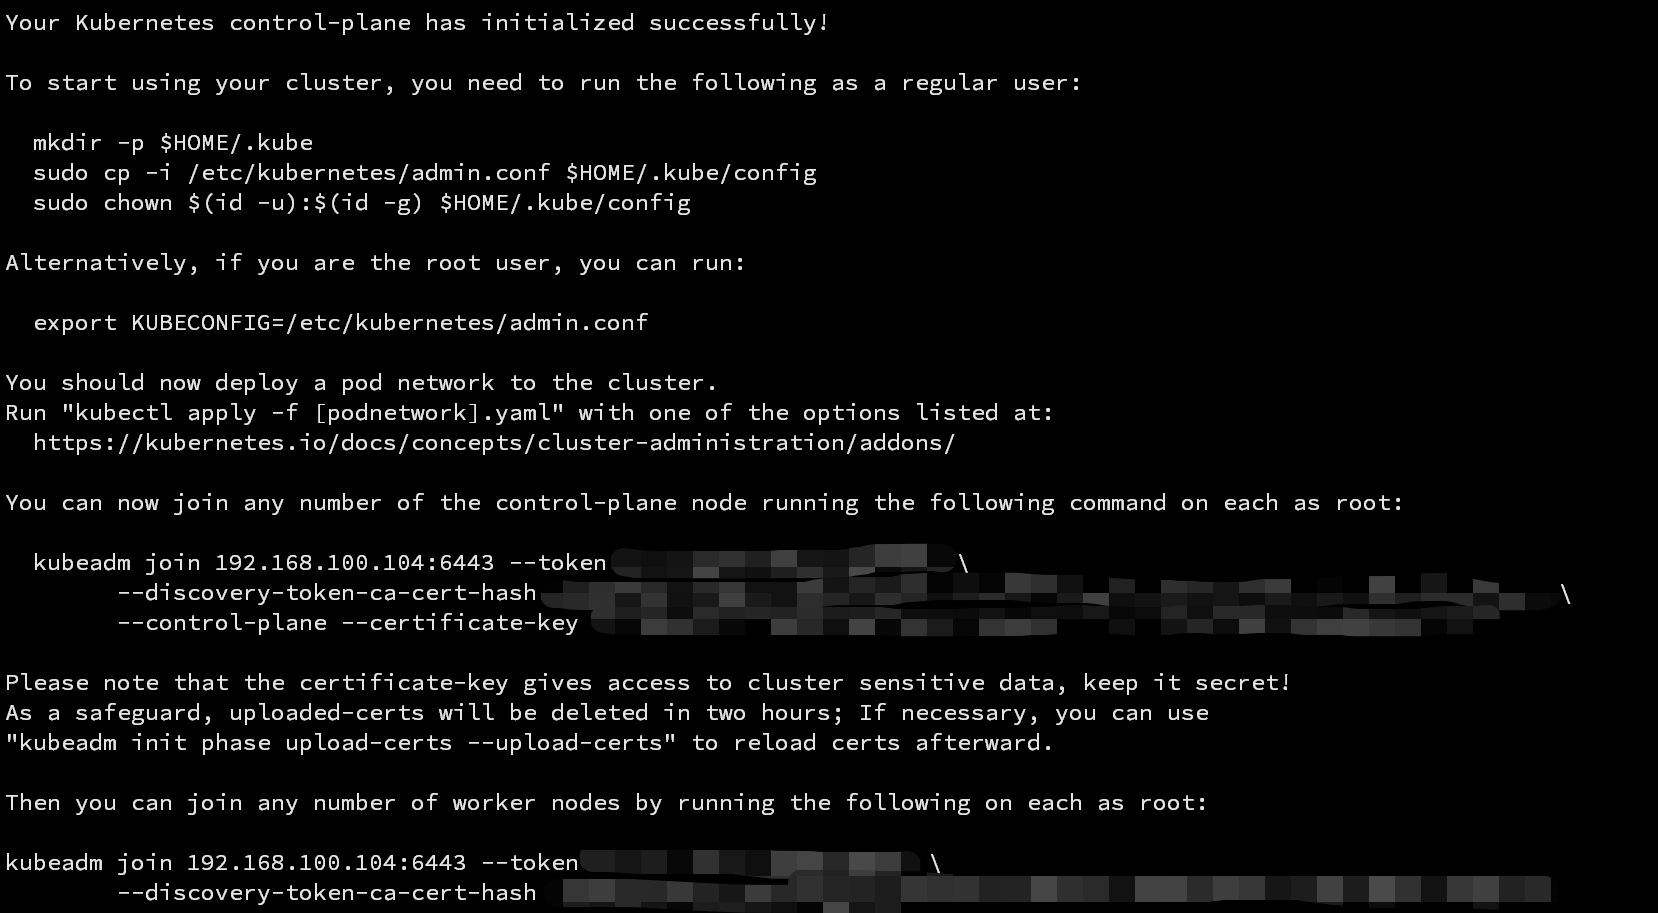 Your Kubernetes control-plane has initialized successfully!
To start using your cluster, you need to run the following as a regular user:
mkdir -p $HOME/.kube
sudo cp -i /etc/kubernetes/admin.conf $HOME/.kube/config
sudo chown $(id -u):$(id -g) $HOME/.kube/config
Alternatively, if you are the root user, you can run:
export KUBECONFIG=/etc/kubernetes/admin.conf
You should now deploy a pod network to the cluster.
Run "kubectl apply -f [podnetwork].yaml" with one of the options listed at:
https://kubernetes.io/docs/concepts/cluster-administration/addons/
You can now join any number of the control-plane node running the following command on each as root:
kubeadm join 192.168.100.104:6443 --token \
--discovery-token-ca-cert-hash \
--control-plane --certificate-key
Please note that the certificate-key gives access to cluster sensitive data, keep it secret!
As a safeguard, uploaded-certs will be deleted in two hours; If necessary, you can use
"kubeadm init phase upload-certs --upload-certs" to reload certs afterward.
Then you can join any number of worker nodes by running the following on each as root:
kubeadm join 192.168.100.104:6443 --token \
--discovery-token-ca-cert-hash